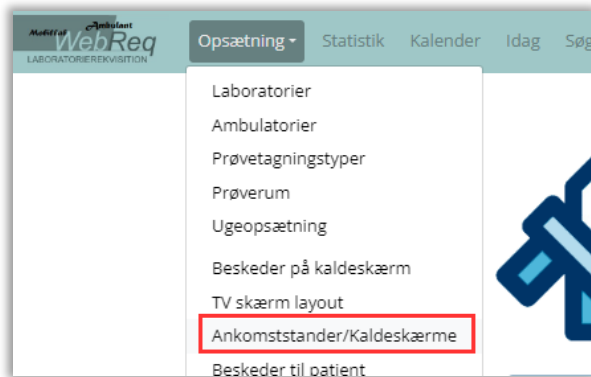 Mobillab Ambulant
WebReq
LABORATORIEREKVISITION
Opsætning Statistik Kalender Idag Søg
Laboratorier
Ambulatorier
Prøvetagningstyper
Prøverum
Ugeopsætning
Beskeder på kaldeskærm
TV skærm layout
Ankomststander/Kaldeskærme
Beskeder til patient